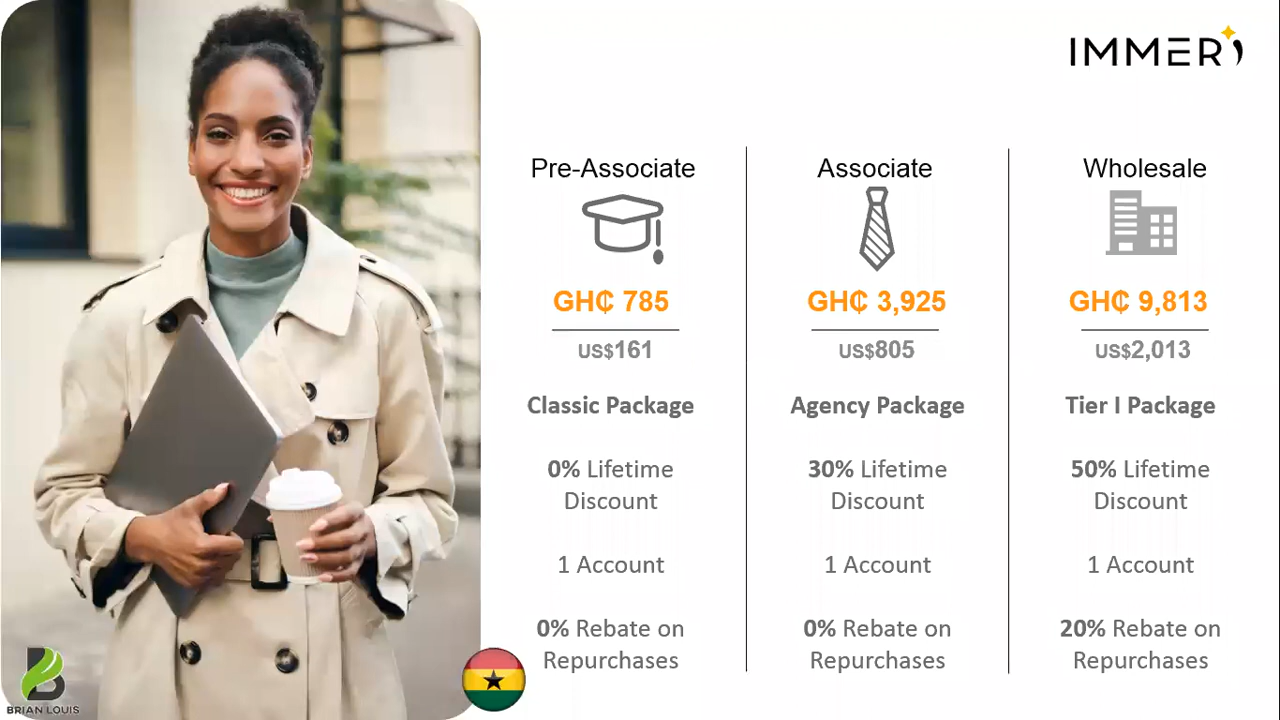 IMMERI
Pre-Associate
GH₵ 785
US$161
Classic Package
0% Lifetime
Discount
1 Account
0% Rebate on
Repurchases
Associate
GH₵ 3,925
US$805
Agency Package
30% Lifetime
Discount
1 Account
0% Rebate on
Repurchases
Wholesale
GH₵ 9,813
US$2,013
Tier I Package
50% Lifetime
Discount
1 Account
20% Rebate on
Repurchases
BRIAN LOUIS